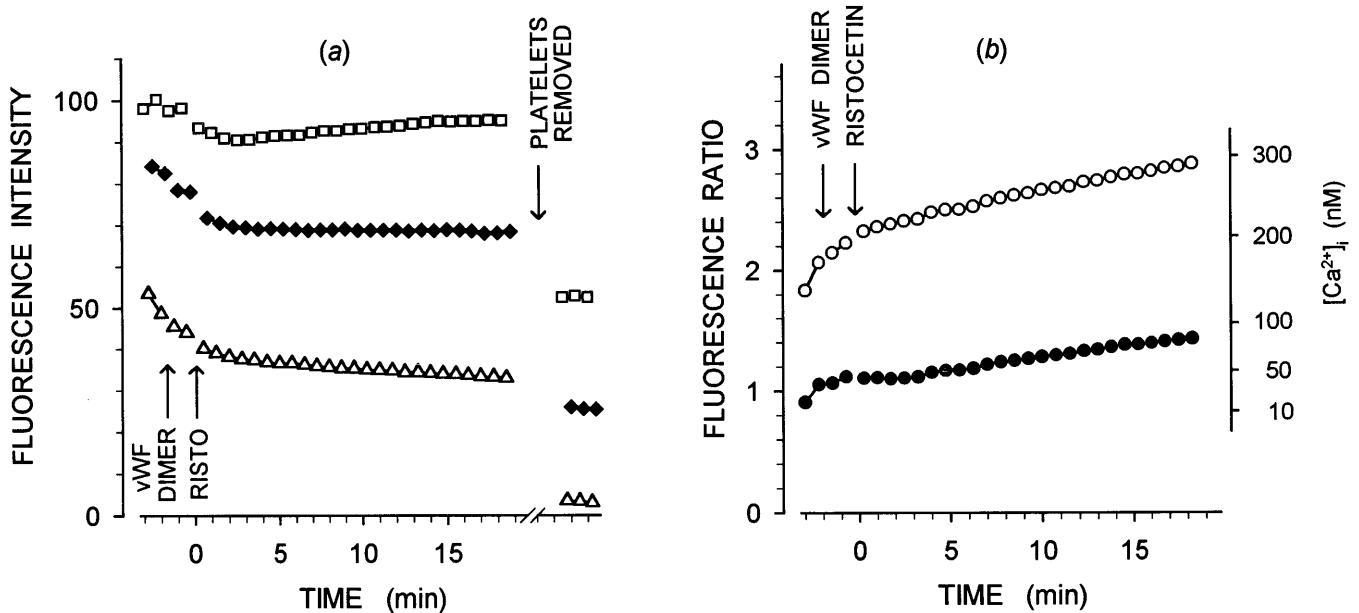 (a)
FLUORESCENCE INTENSITY
100
50
0
vWF
DIMER
RISTO
PLATELETS
REMOVED
0 5 10 15
TIME (min)
(b)
FLUORESCENCE RATIO
3
2
1
0
vWF DIMER
RISTOCETIN
300
200
100
50
10
[Ca²⁺]i (nM)
0 5 10 15
TIME (min)